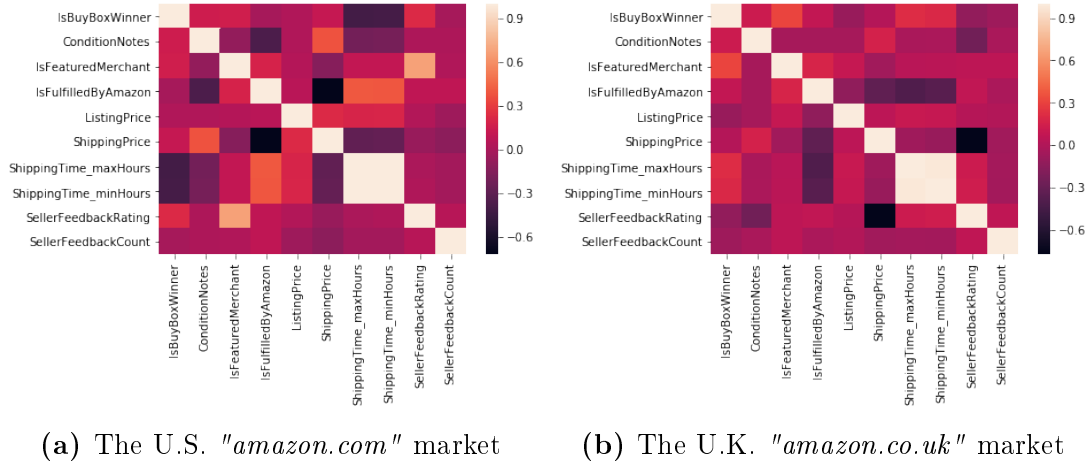 IsBuyBoxWinner
ConditionNotes
IsFeaturedMerchant
IsFulfilledByAmazon
ListingPrice
ShippingPrice
ShippingTime_maxHours
ShippingTime_minHours
SellerFeedbackRating
SellerFeedbackCount
IsBuyBoxWinner
ConditionNotes
IsFeaturedMerchant
IsFulfilledByAmazon
ListingPrice
ShippingPrice
ShippingTime_maxHours
ShippingTime_minHours
SellerFeedbackRating
SellerFeedbackCount
0.9
0.6
0.3
0.0
−0.3
−0.6
(a) The U.S. "amazon.com" market
IsBuyBoxWinner
ConditionNotes
IsFeaturedMerchant
IsFulfilledByAmazon
ListingPrice
ShippingPrice
ShippingTime_maxHours
ShippingTime_minHours
SellerFeedbackRating
SellerFeedbackCount
IsBuyBoxWinner
ConditionNotes
IsFeaturedMerchant
IsFulfilledByAmazon
ListingPrice
ShippingPrice
ShippingTime_maxHours
ShippingTime_minHours
SellerFeedbackRating
SellerFeedbackCount
0.9
0.6
0.3
0.0
−0.3
−0.6
(b) The U.K. "amazon.co.uk" market